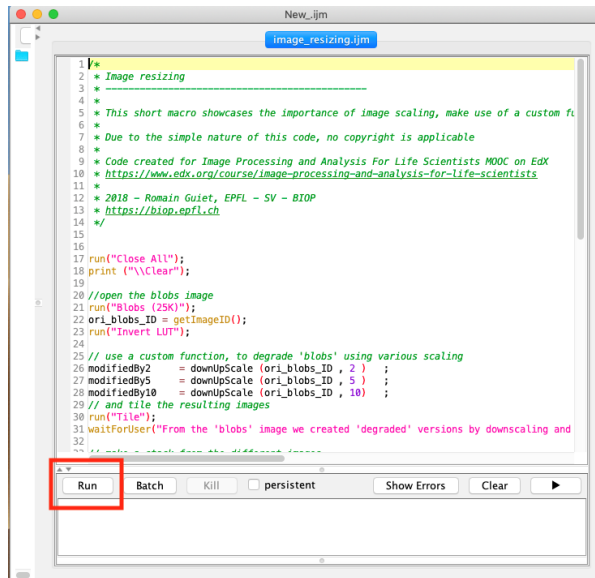 New_.ijm
image_resizing.ijm
1 /*
2 * Image resizing
3 * ----------------------------------------------
4 *
5 * This short macro showcases the importance of image scaling, make use of a custom
6 *
7 * Due to the simple nature of this code, no copyright is applicable
8 *
9 * Code created for Image Processing and Analysis For Life Scientists MOOC on EdX
10 * https://www.edx.org/course/image-processing-and-analysis-for-life-scientists
11 *
12 * 2018 - Romain Guiet, EPFL - SV - BIOP
13 * https://biop.epfl.ch
14 */
15
16
17 run("Close All");
18 print ("\\Clear");
19
20 //open the blobs image
21 run("Blobs (25K)");
22 ori_blobs_ID = getImageID();
23 run("Invert LUT");
24
25 // use a custom function, to degrade 'blobs' using various scaling
26 modifiedBy2 = downUpScale (ori_blobs_ID , 2 ) ;
27 modifiedBy5 = downUpScale (ori_blobs_ID , 5 ) ;
28 modifiedBy10 = downUpScale (ori_blobs_ID , 10) ;
29 // and tile the resulting images
30 run("Tile");
31 waitForUser("From the 'blobs' image we created 'degraded' versions by downscaling and
32
Run Batch Kill persistent Show Errors Clear